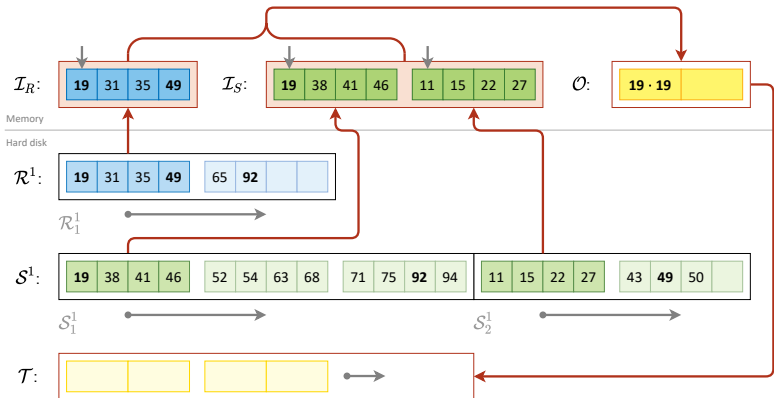 I_R: 19 31 35 49 I_S: 19 38 41 46 11 15 22 27 O: 19 · 19
Memory
Hard disk
R¹: 19 31 35 49 65 92
R¹₁
S¹: 19 38 41 46 52 54 63 68 71 75 92 94 11 15 22 27 43 49 50
S¹₁ S¹₂
T: